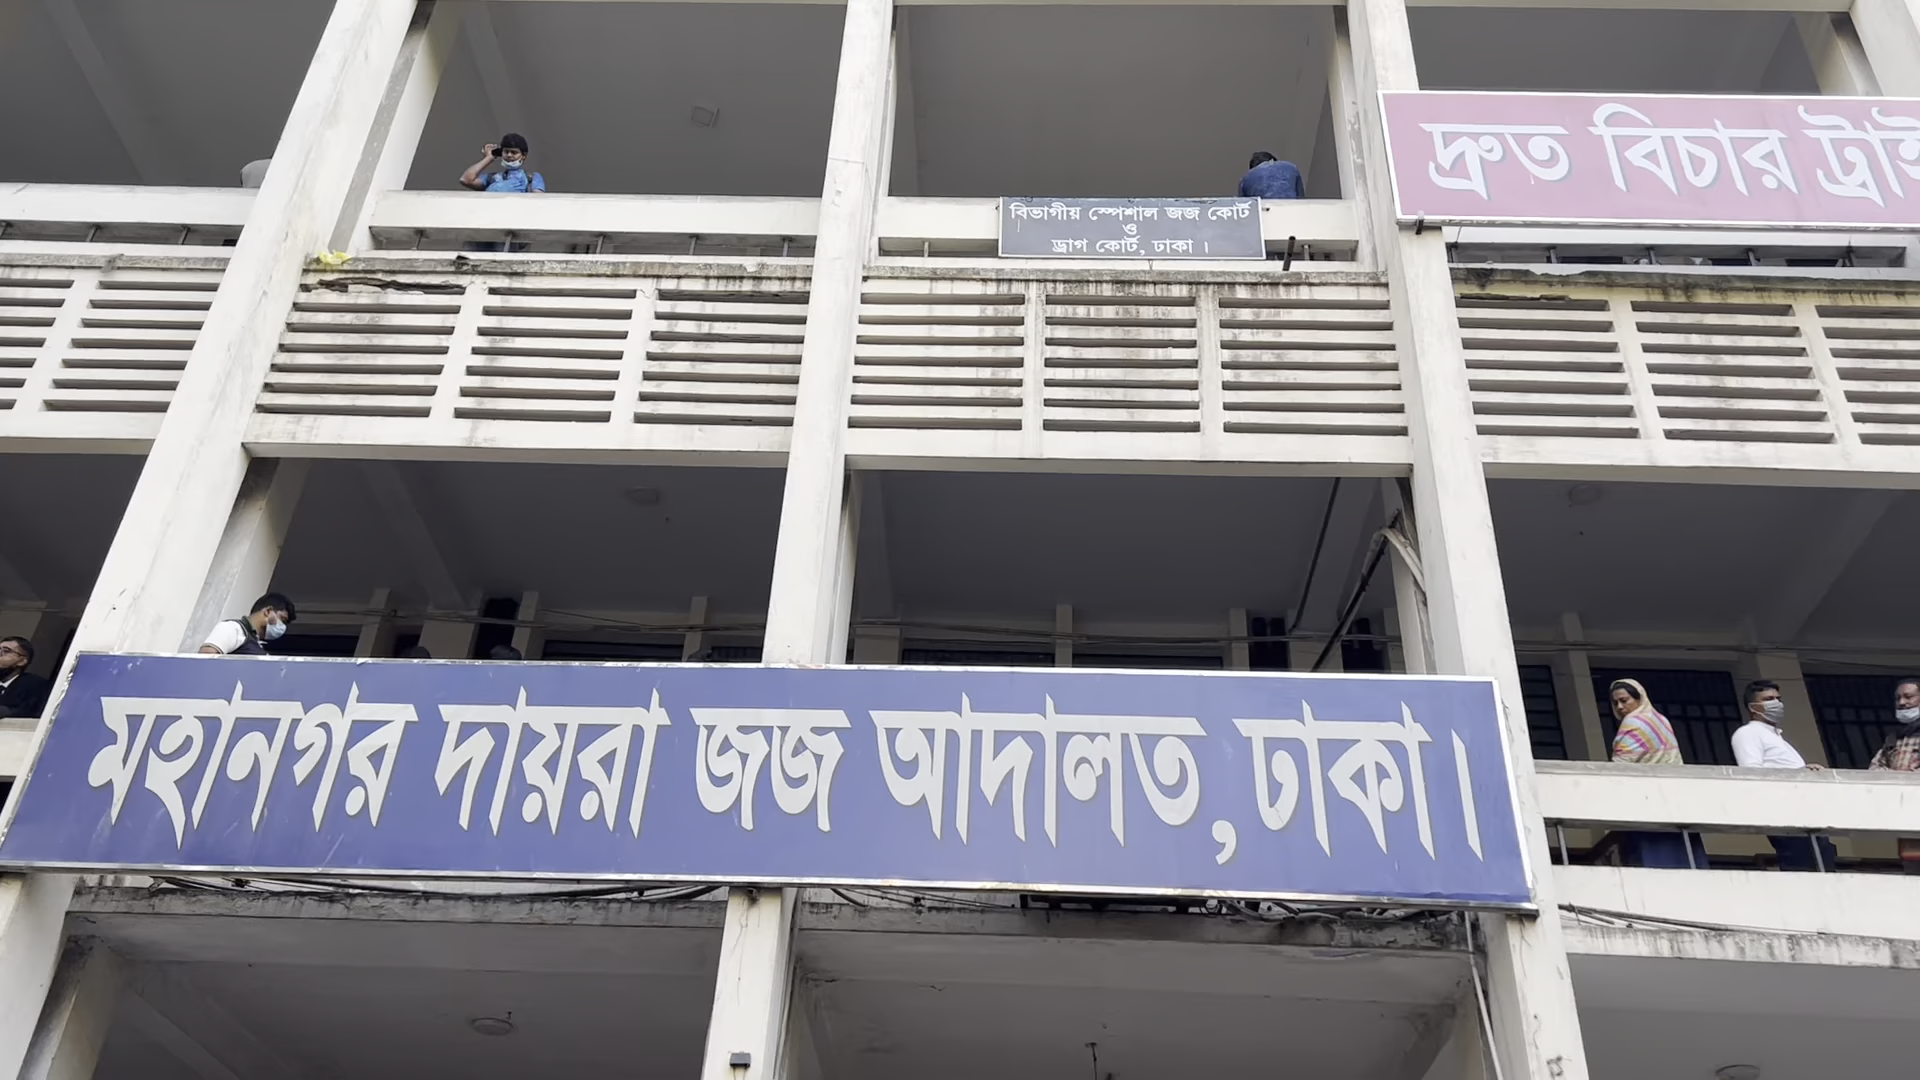 দ্রুত বিচার
বিভাগীয় স্পেশাল জজ কোর্ট
ও
ড্রাগ কোর্ট, ঢাকা ।
মহানগর দায়রা জজ আদালত, ঢাকা।